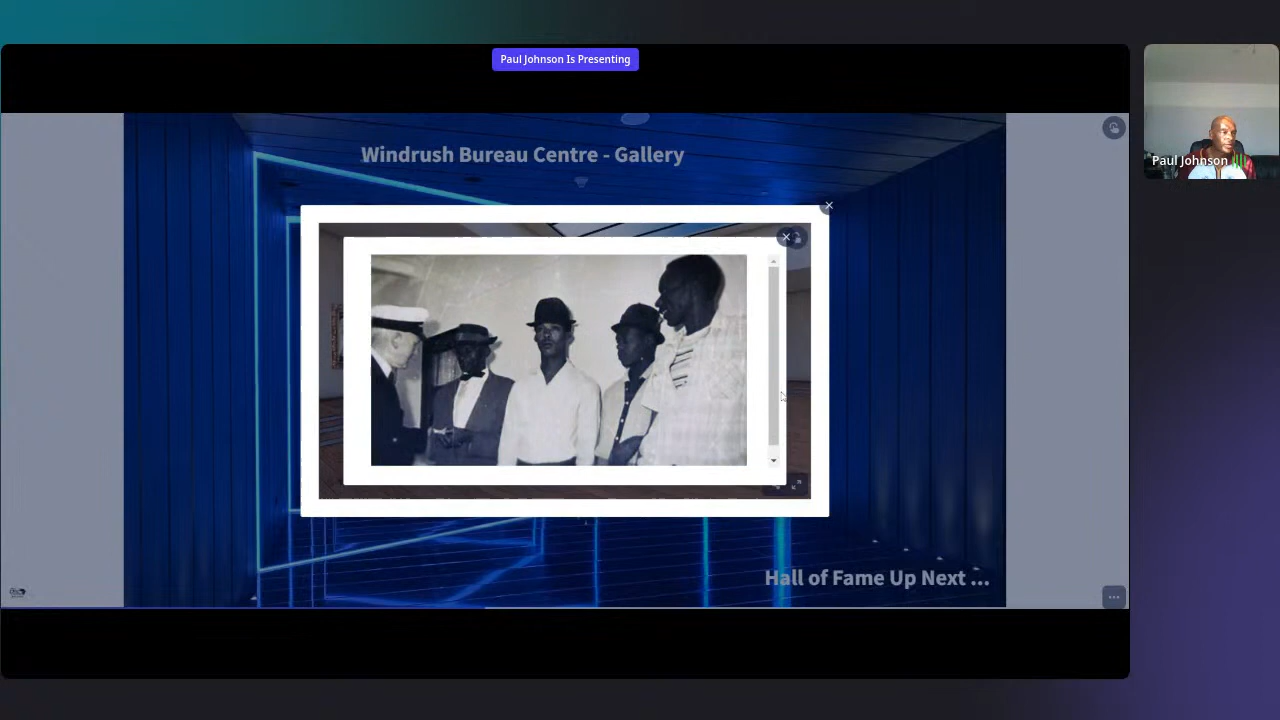 Paul Johnson Is Presenting
Windrush Bureau Centre - Gallery
Paul Johnson
Hall of Fame Up Next ...